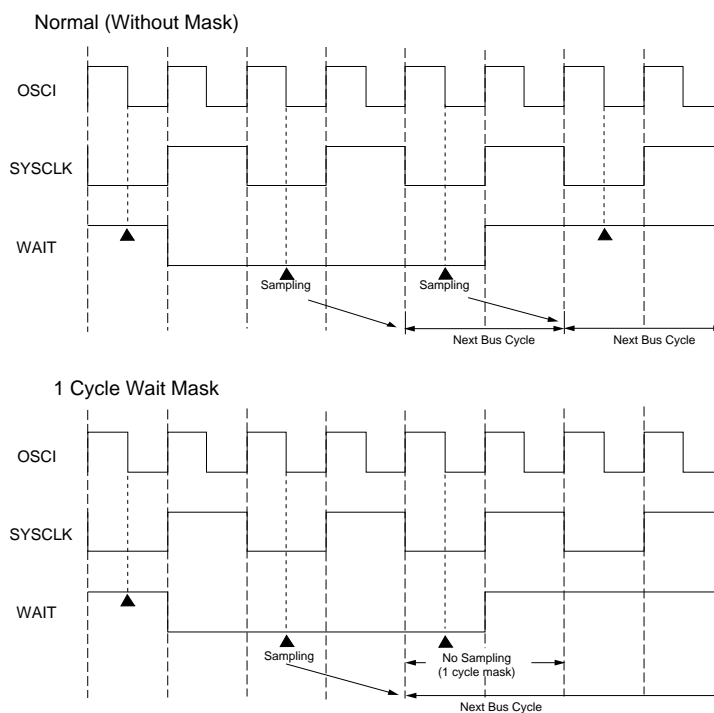 Normal (Without Mask)
OSCI
SYSCLK
WAIT
Sampling
Sampling
Next Bus Cycle
Next Bus Cycle
1 Cycle Wait Mask
OSCI
SYSCLK
WAIT
Sampling
No Sampling
(1 cycle mask)
Next Bus Cycle